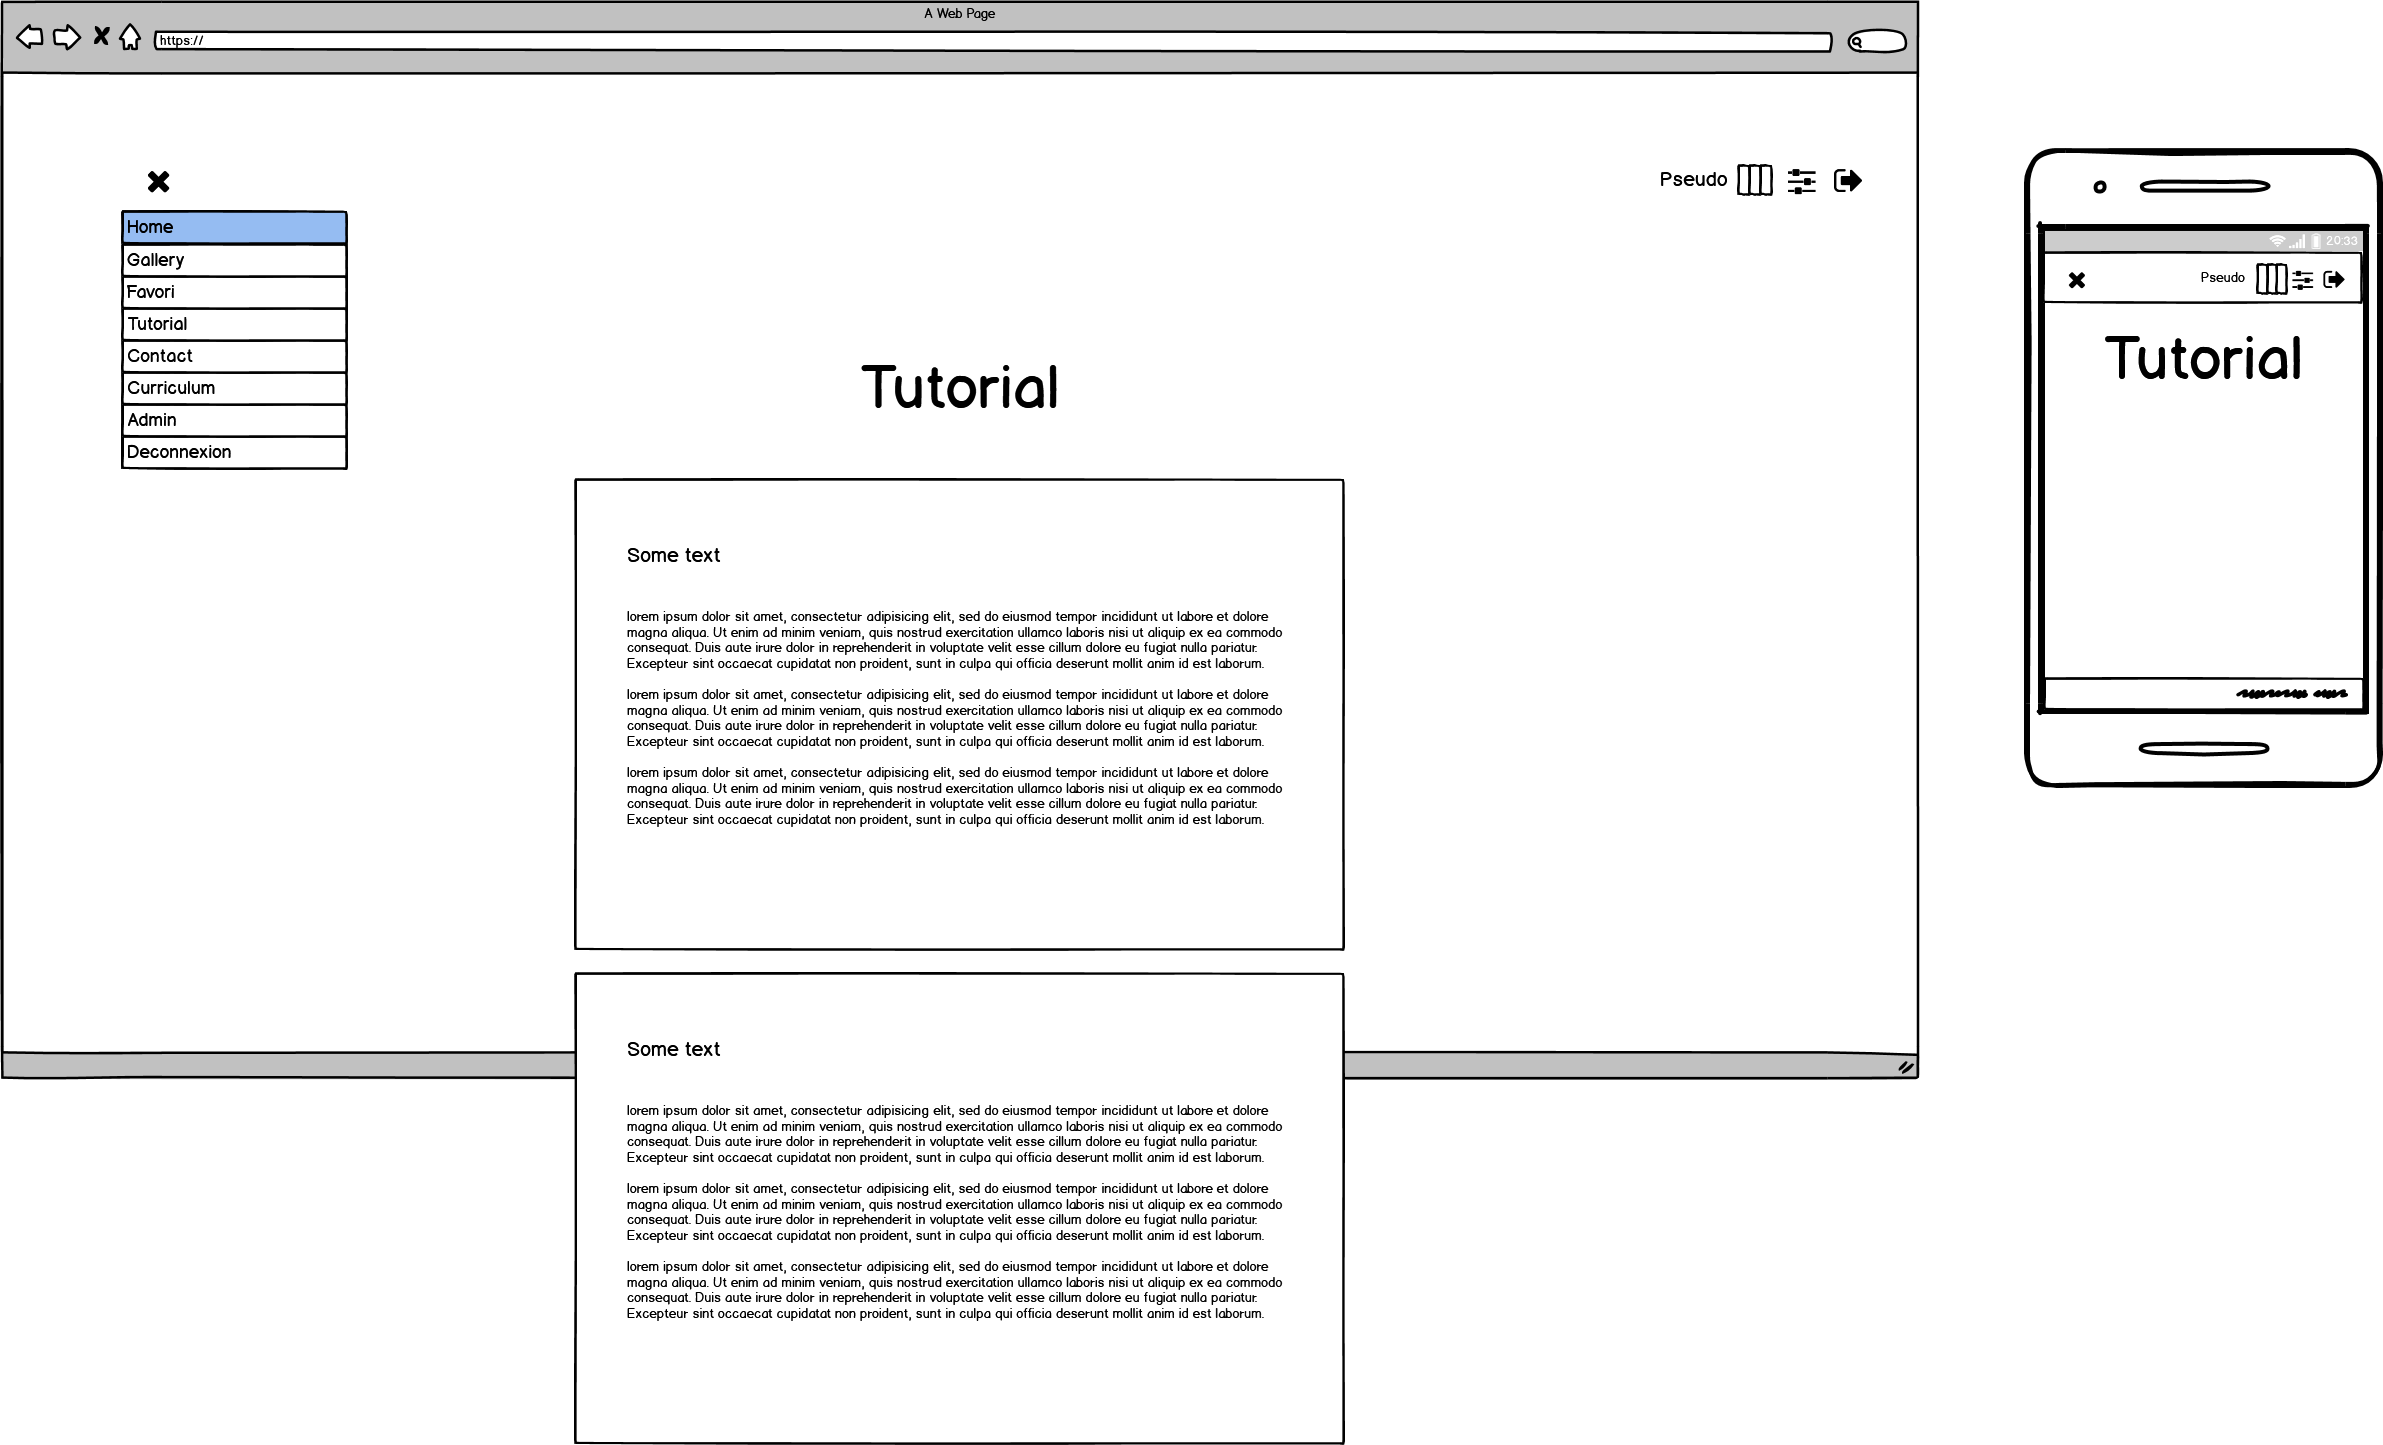 A Web Page
https://
Pseudo
Home
Gallery
Favori
Tutorial
Contact
Curriculum
Admin
Deconnexion
Tutorial
Some text
lorem ipsum dolor sit amet, consectetur adipisicing elit, sed do eiusmod tempor incididunt ut labore et dolore
magna aliqua. Ut enim ad minim veniam, quis nostrud exercitation ullamco laboris nisi ut aliquip ex ea commodo
consequat. Duis aute irure dolor in reprehenderit in voluptate velit esse cillum dolore eu fugiat nulla pariatur.
Excepteur sint occaecat cupidatat non proident, sunt in culpa qui officia deserunt mollit anim id est laborum.
lorem ipsum dolor sit amet, consectetur adipisicing elit, sed do eiusmod tempor incididunt ut labore et dolore
magna aliqua. Ut enim ad minim veniam, quis nostrud exercitation ullamco laboris nisi ut aliquip ex ea commodo
consequat. Duis aute irure dolor in reprehenderit in voluptate velit esse cillum dolore eu fugiat nulla pariatur.
Excepteur sint occaecat cupidatat non proident, sunt in culpa qui officia deserunt mollit anim id est laborum.
lorem ipsum dolor sit amet, consectetur adipisicing elit, sed do eiusmod tempor incididunt ut labore et dolore
magna aliqua. Ut enim ad minim veniam, quis nostrud exercitation ullamco laboris nisi ut aliquip ex ea commodo
consequat. Duis aute irure dolor in reprehenderit in voluptate velit esse cillum dolore eu fugiat nulla pariatur.
Excepteur sint occaecat cupidatat non proident, sunt in culpa qui officia deserunt mollit anim id est laborum.
Some text
lorem ipsum dolor sit amet, consectetur adipisicing elit, sed do eiusmod tempor incididunt ut labore et dolore
magna aliqua. Ut enim ad minim veniam, quis nostrud exercitation ullamco laboris nisi ut aliquip ex ea commodo
consequat. Duis aute irure dolor in reprehenderit in voluptate velit esse cillum dolore eu fugiat nulla pariatur.
Excepteur sint occaecat cupidatat non proident, sunt in culpa qui officia deserunt mollit anim id est laborum.
lorem ipsum dolor sit amet, consectetur adipisicing elit, sed do eiusmod tempor incididunt ut labore et dolore
magna aliqua. Ut enim ad minim veniam, quis nostrud exercitation ullamco laboris nisi ut aliquip ex ea commodo
consequat. Duis aute irure dolor in reprehenderit in voluptate velit esse cillum dolore eu fugiat nulla pariatur.
Excepteur sint occaecat cupidatat non proident, sunt in culpa qui officia deserunt mollit anim id est laborum.
lorem ipsum dolor sit amet, consectetur adipisicing elit, sed do eiusmod tempor incididunt ut labore et dolore
magna aliqua. Ut enim ad minim veniam, quis nostrud exercitation ullamco laboris nisi ut aliquip ex ea commodo
consequat. Duis aute irure dolor in reprehenderit in voluptate velit esse cillum dolore eu fugiat nulla pariatur.
Excepteur sint occaecat cupidatat non proident, sunt in culpa qui officia deserunt mollit anim id est laborum.
20:33
Pseudo
Tutorial